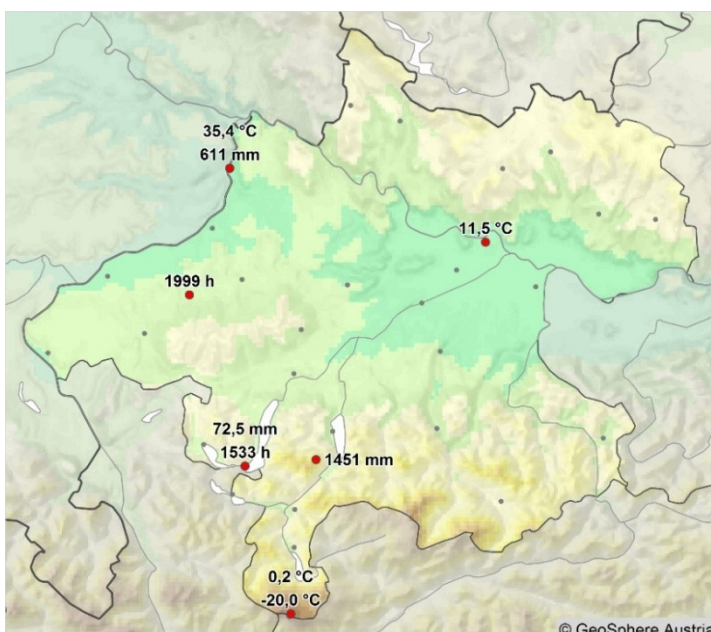 35,4 °C
611 mm
11,5 °C
1999 h
72,5 mm
1533 h
1451 mm
0,2 °C
-20,0 °C
© GeoSphere Austria